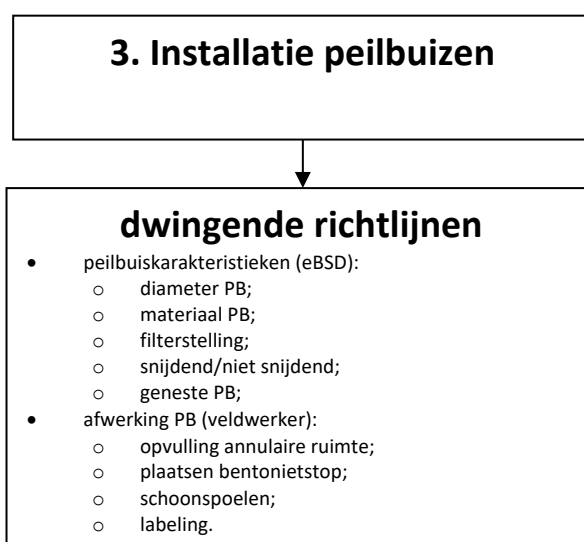 3. Installatie peilbuizen
dwingende richtlijnen
• peilbuiskarakteristieken (eBSD):
o diameter PB;
o materiaal PB;
o filterstelling;
o snijdend/niet snijdend;
o geneste PB;
• afwerking PB (veldwerker):
o opvulling annulaire ruimte;
o plaatsen bentonietstop;
o schoonspoelen;
o labeling.